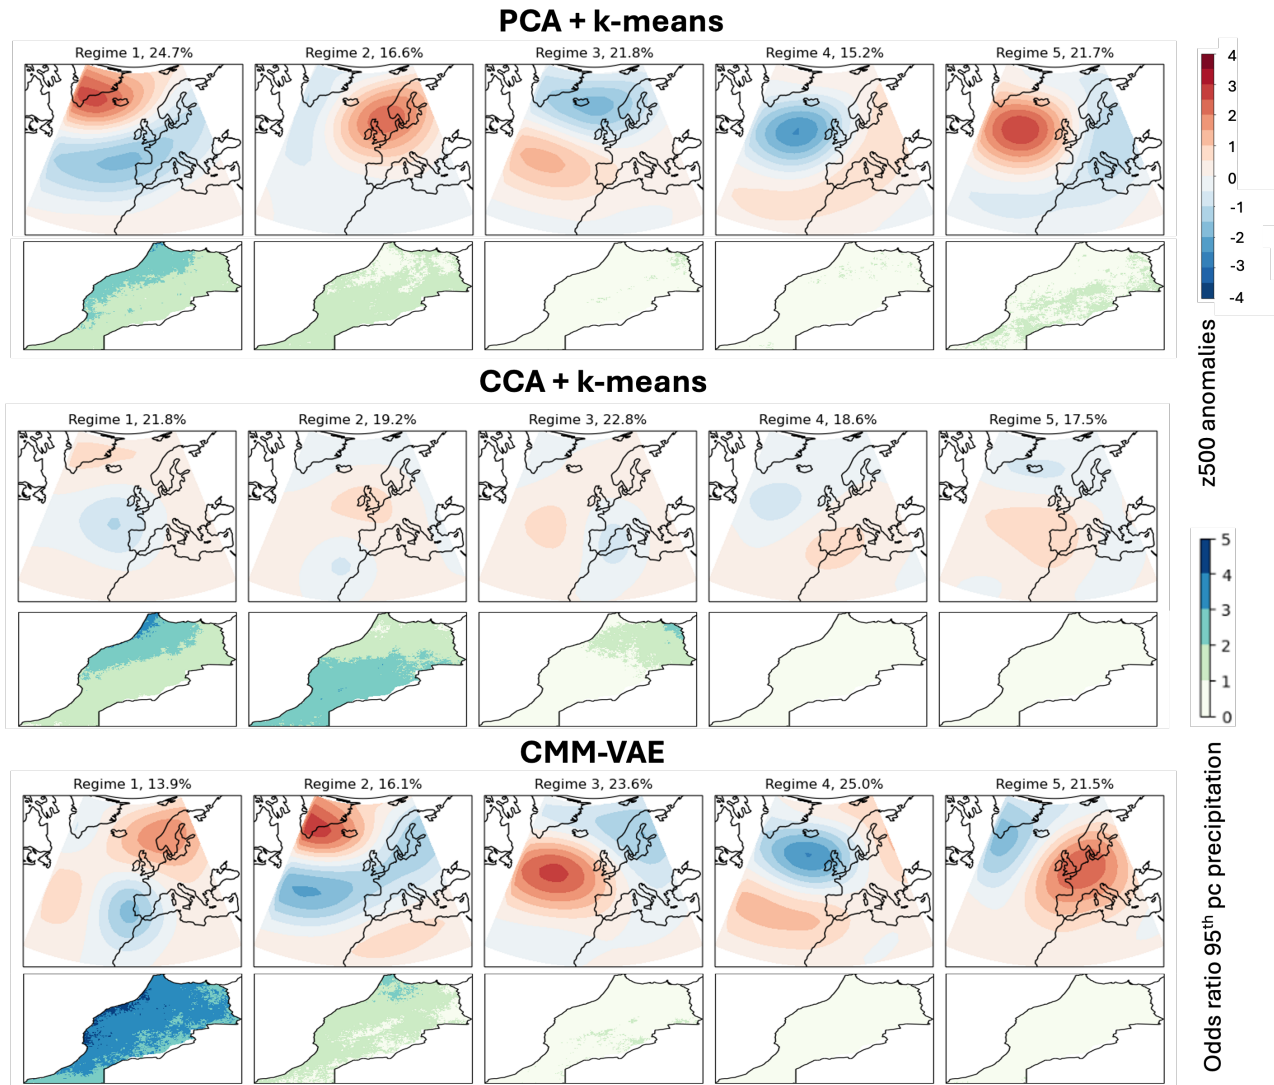 PCA + k-means
Regime 1, 24.7%
Regime 2, 16.6%
Regime 3, 21.8%
Regime 4, 15.2%
Regime 5, 21.7%
4
3
2
1
0
-1
-2
-3
-4
z500 anomalies
CCA + k-means
Regime 1, 21.8%
Regime 2, 19.2%
Regime 3, 22.8%
Regime 4, 18.6%
Regime 5, 17.5%
5
4
3
2
1
0
Odds ratio 95th pc precipitation
CMM-VAE
Regime 1, 13.9%
Regime 2, 16.1%
Regime 3, 23.6%
Regime 4, 25.0%
Regime 5, 21.5%